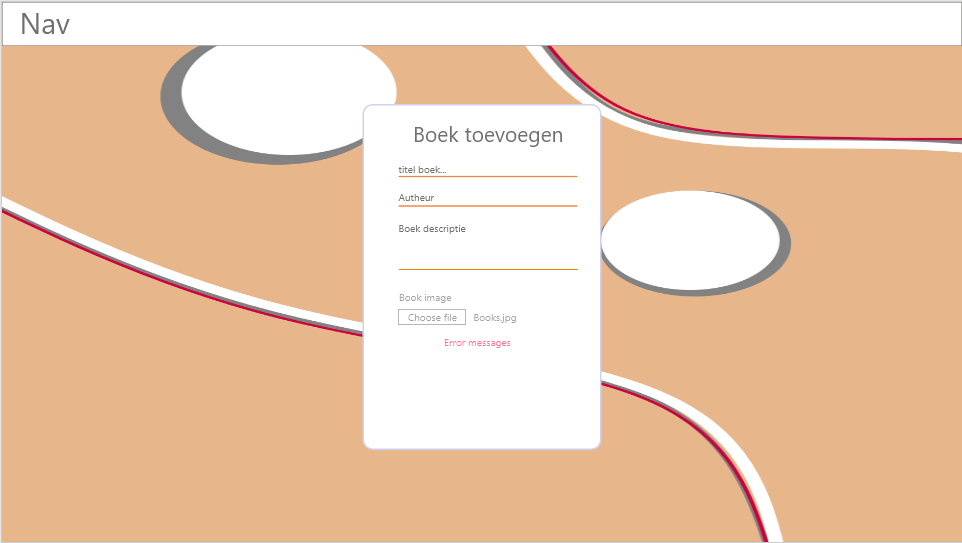 Nav
Boek toevoegen
titel boek...
Autheur
Boek descriptie
Book image
Choose file Books.jpg
Error messages